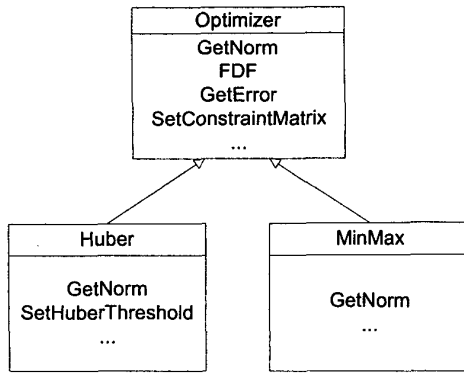 Optimizer
GetNorm
FDF
GetError
SetConstraintMatrix
...
Huber
GetNorm
SetHuberThreshold
...
MinMax
GetNorm
...